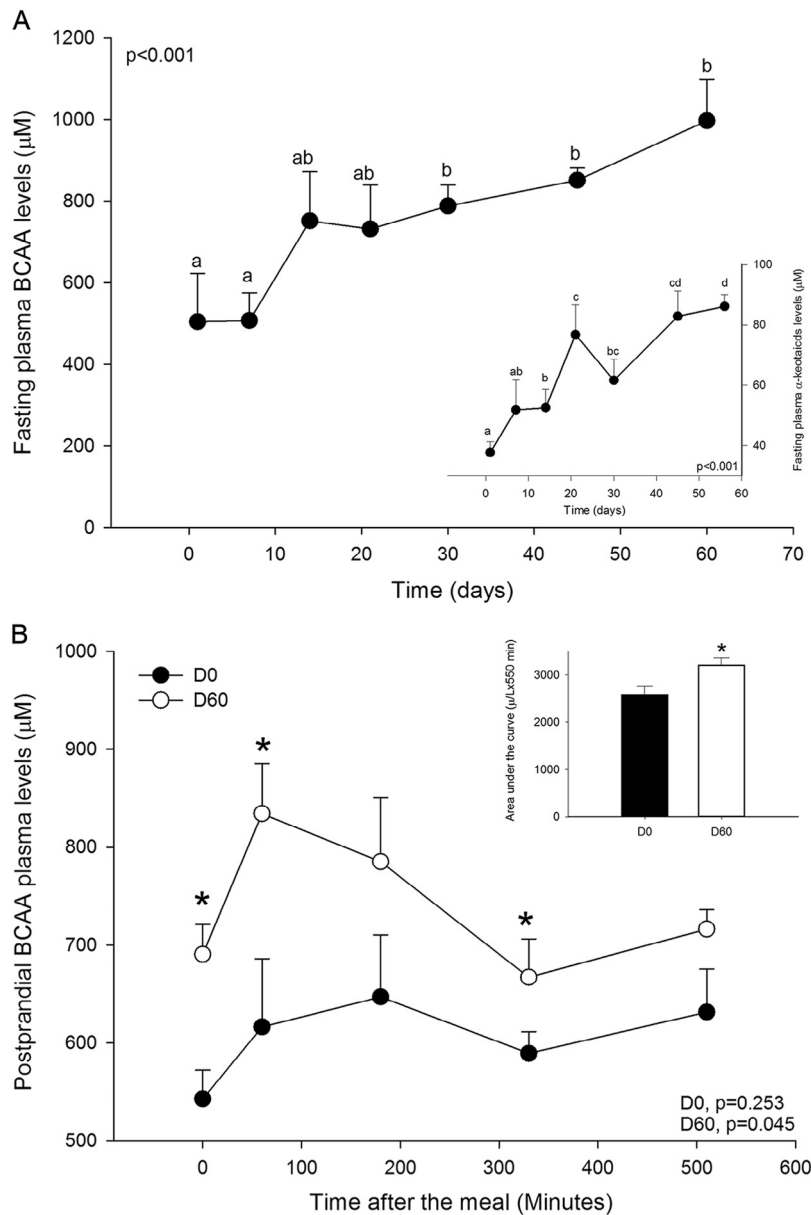 A
1200
p<0.001
b
1000
ab
ab
b
b
800
a
a
600
400
200
0
Fasting plasma BCAA levels (μM)
0 10 20 30 40 50 60 70
Time (days)
100
80
60
40
Fasting plasma α-keotaicds levels (μM)
a
ab
b
c
bc
cd
d
p<0.001
0 10 20 30 40 50 60
Time (days)
B
1000
900
800
700
600
500
Postprandial BCAA plasma levels (μM)
D0
D60
*
*
*
D0, p=0.253
D60, p=0.045
0 100 200 300 400 500 600
Time after the meal (Minutes)
Area under the curve (μ/Lx550 min)
3000
2000
1000
0
*
D0 D60